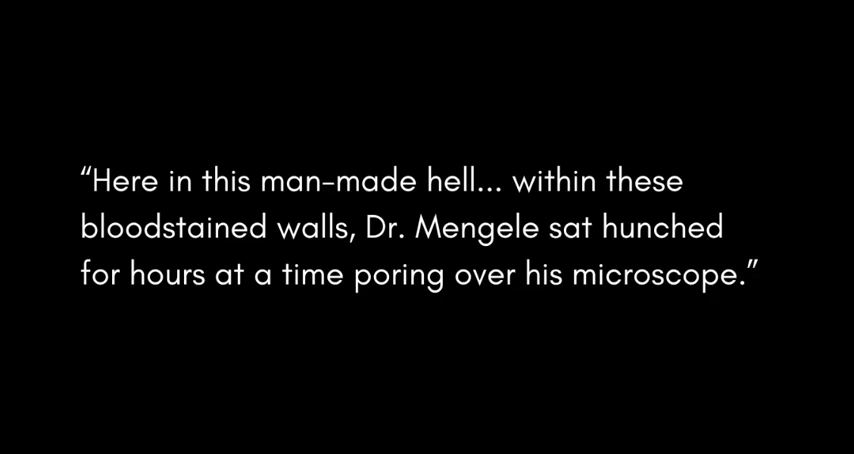 “Here in this man-made hell... within these
bloodstained walls, Dr. Mengele sat hunched
for hours at a time poring over his microscope.”